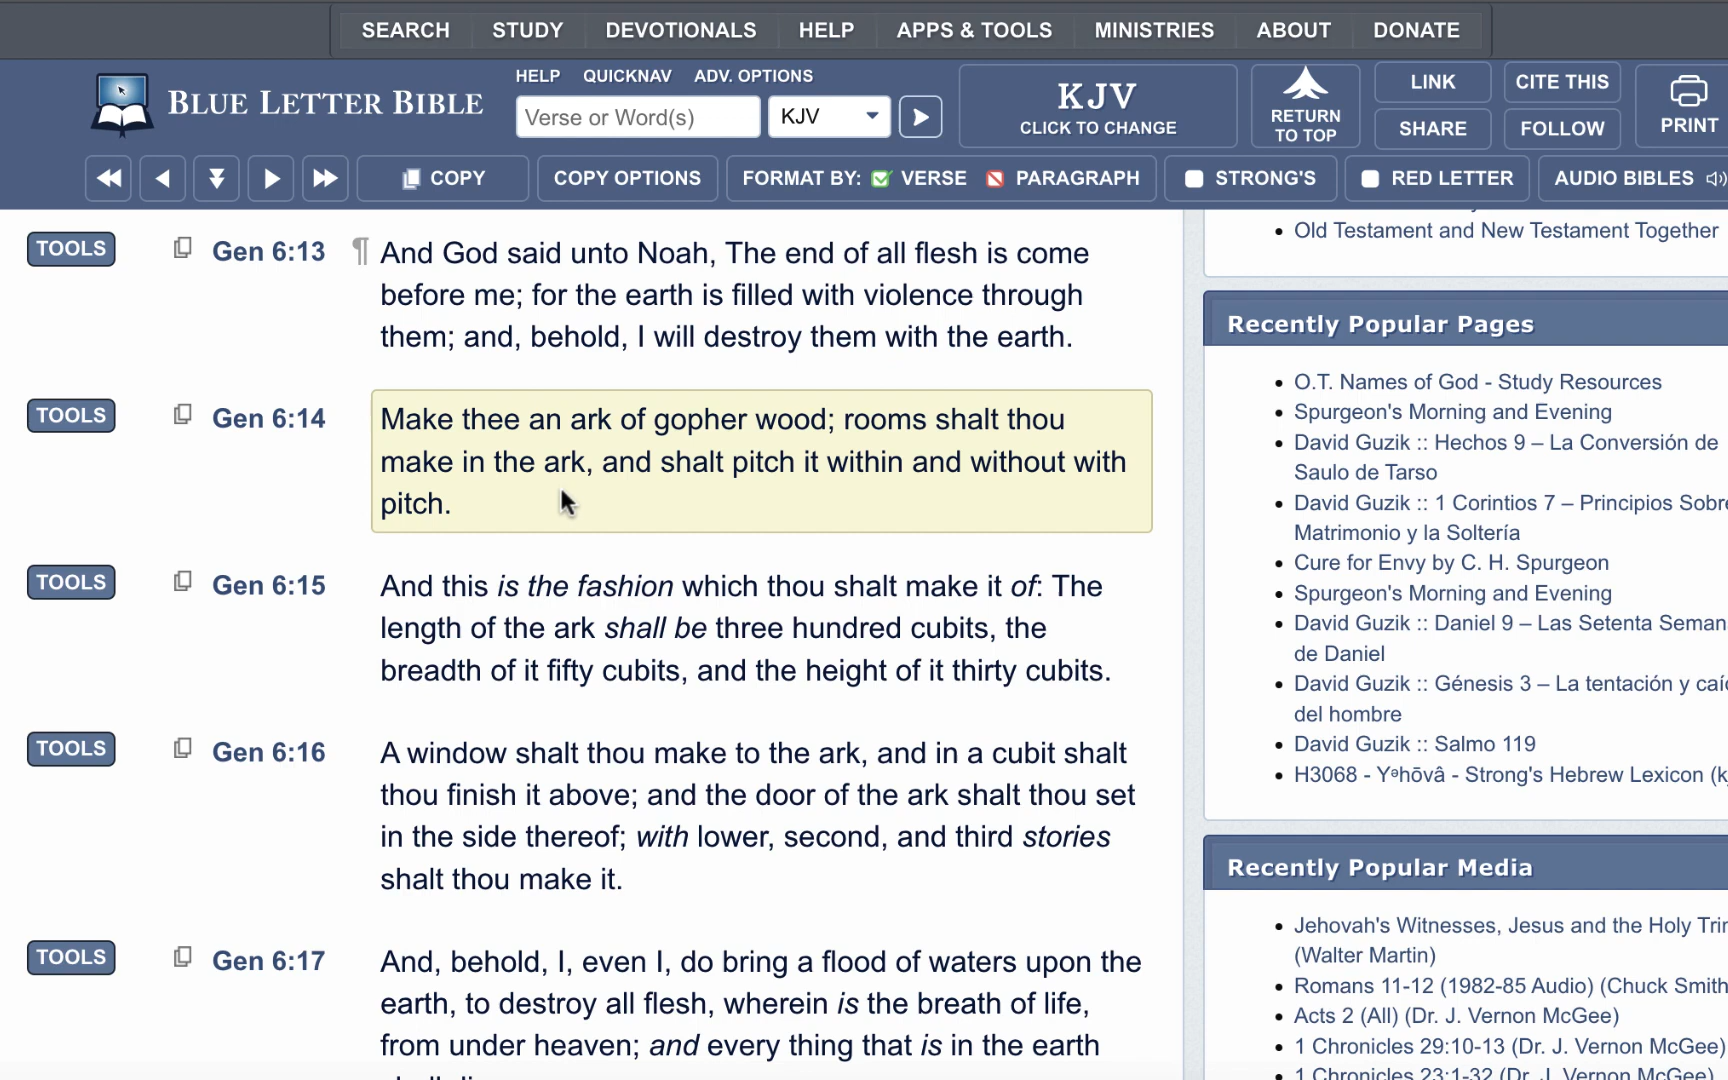 SEARCH STUDY DEVOTIONALS HELP APPS & TOOLS MINISTRIES ABOUT DONATE
BLUE LETTER BIBLE
HELP QUICKNAV ADV. OPTIONS
Verse or Word(s)
KJV
KJV
CLICK TO CHANGE
RETURN
TO TOP
LINK
CITE THIS
SHARE
FOLLOW
PRINT
COPY
COPY OPTIONS
FORMAT BY: VERSE PARAGRAPH
STRONG'S
RED LETTER
AUDIO BIBLES
TOOLS
Gen 6:13
¶ And God said unto Noah, The end of all flesh is come
before me; for the earth is filled with violence through
them; and, behold, I will destroy them with the earth.
TOOLS
Gen 6:14
Make thee an ark of gopher wood; rooms shalt thou
make in the ark, and shalt pitch it within and without with
pitch.
TOOLS
Gen 6:15
And this is the fashion which thou shalt make it of: The
length of the ark shall be three hundred cubits, the
breadth of it fifty cubits, and the height of it thirty cubits.
TOOLS
Gen 6:16
A window shalt thou make to the ark, and in a cubit shalt
thou finish it above; and the door of the ark shalt thou set
in the side thereof; with lower, second, and third stories
shalt thou make it.
TOOLS
Gen 6:17
And, behold, I, even I, do bring a flood of waters upon the
earth, to destroy all flesh, wherein is the breath of life,
from under heaven; and every thing that is in the earth
Old Testament and New Testament Together
Recently Popular Pages
O.T. Names of God - Study Resources
Spurgeon's Morning and Evening
David Guzik :: Hechos 9 – La Conversión de
Saulo de Tarso
David Guzik :: 1 Corintios 7 – Principios Sobre
Matrimonio y la Soltería
Cure for Envy by C. H. Spurgeon
Spurgeon's Morning and Evening
David Guzik :: Daniel 9 – Las Setenta Seman
de Daniel
David Guzik :: Génesis 3 – La tentación y caí
del hombre
David Guzik :: Salmo 119
H3068 - Yᵊhōvâ - Strong's Hebrew Lexicon (k
Recently Popular Media
Jehovah's Witnesses, Jesus and the Holy Tri
(Walter Martin)
Romans 11-12 (1982-85 Audio) (Chuck Smith
Acts 2 (All) (Dr. J. Vernon McGee)
1 Chronicles 29:10-13 (Dr. J. Vernon McGee)
1 Chronicles 23:1-32 (Dr. J. Vernon McGee)